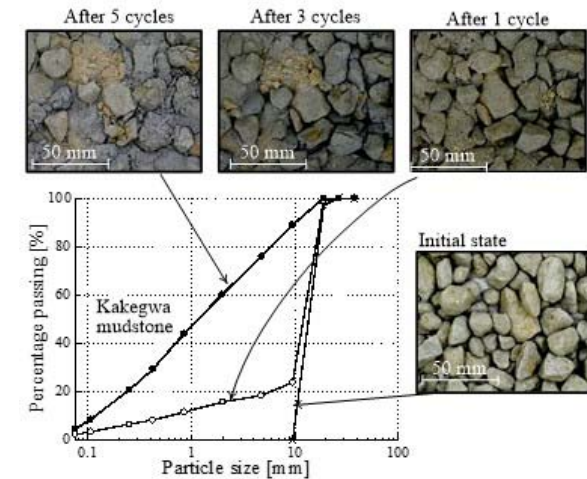 After 5 cycles
After 3 cycles
After 1 cycle
50 mm
50 mm
50 mm
100
80
60
40
20
0
Percentage passing [%]
Kakegwa
mudstone
Initial state
50 mm
0.1
1
10
100
Particle size [mm]